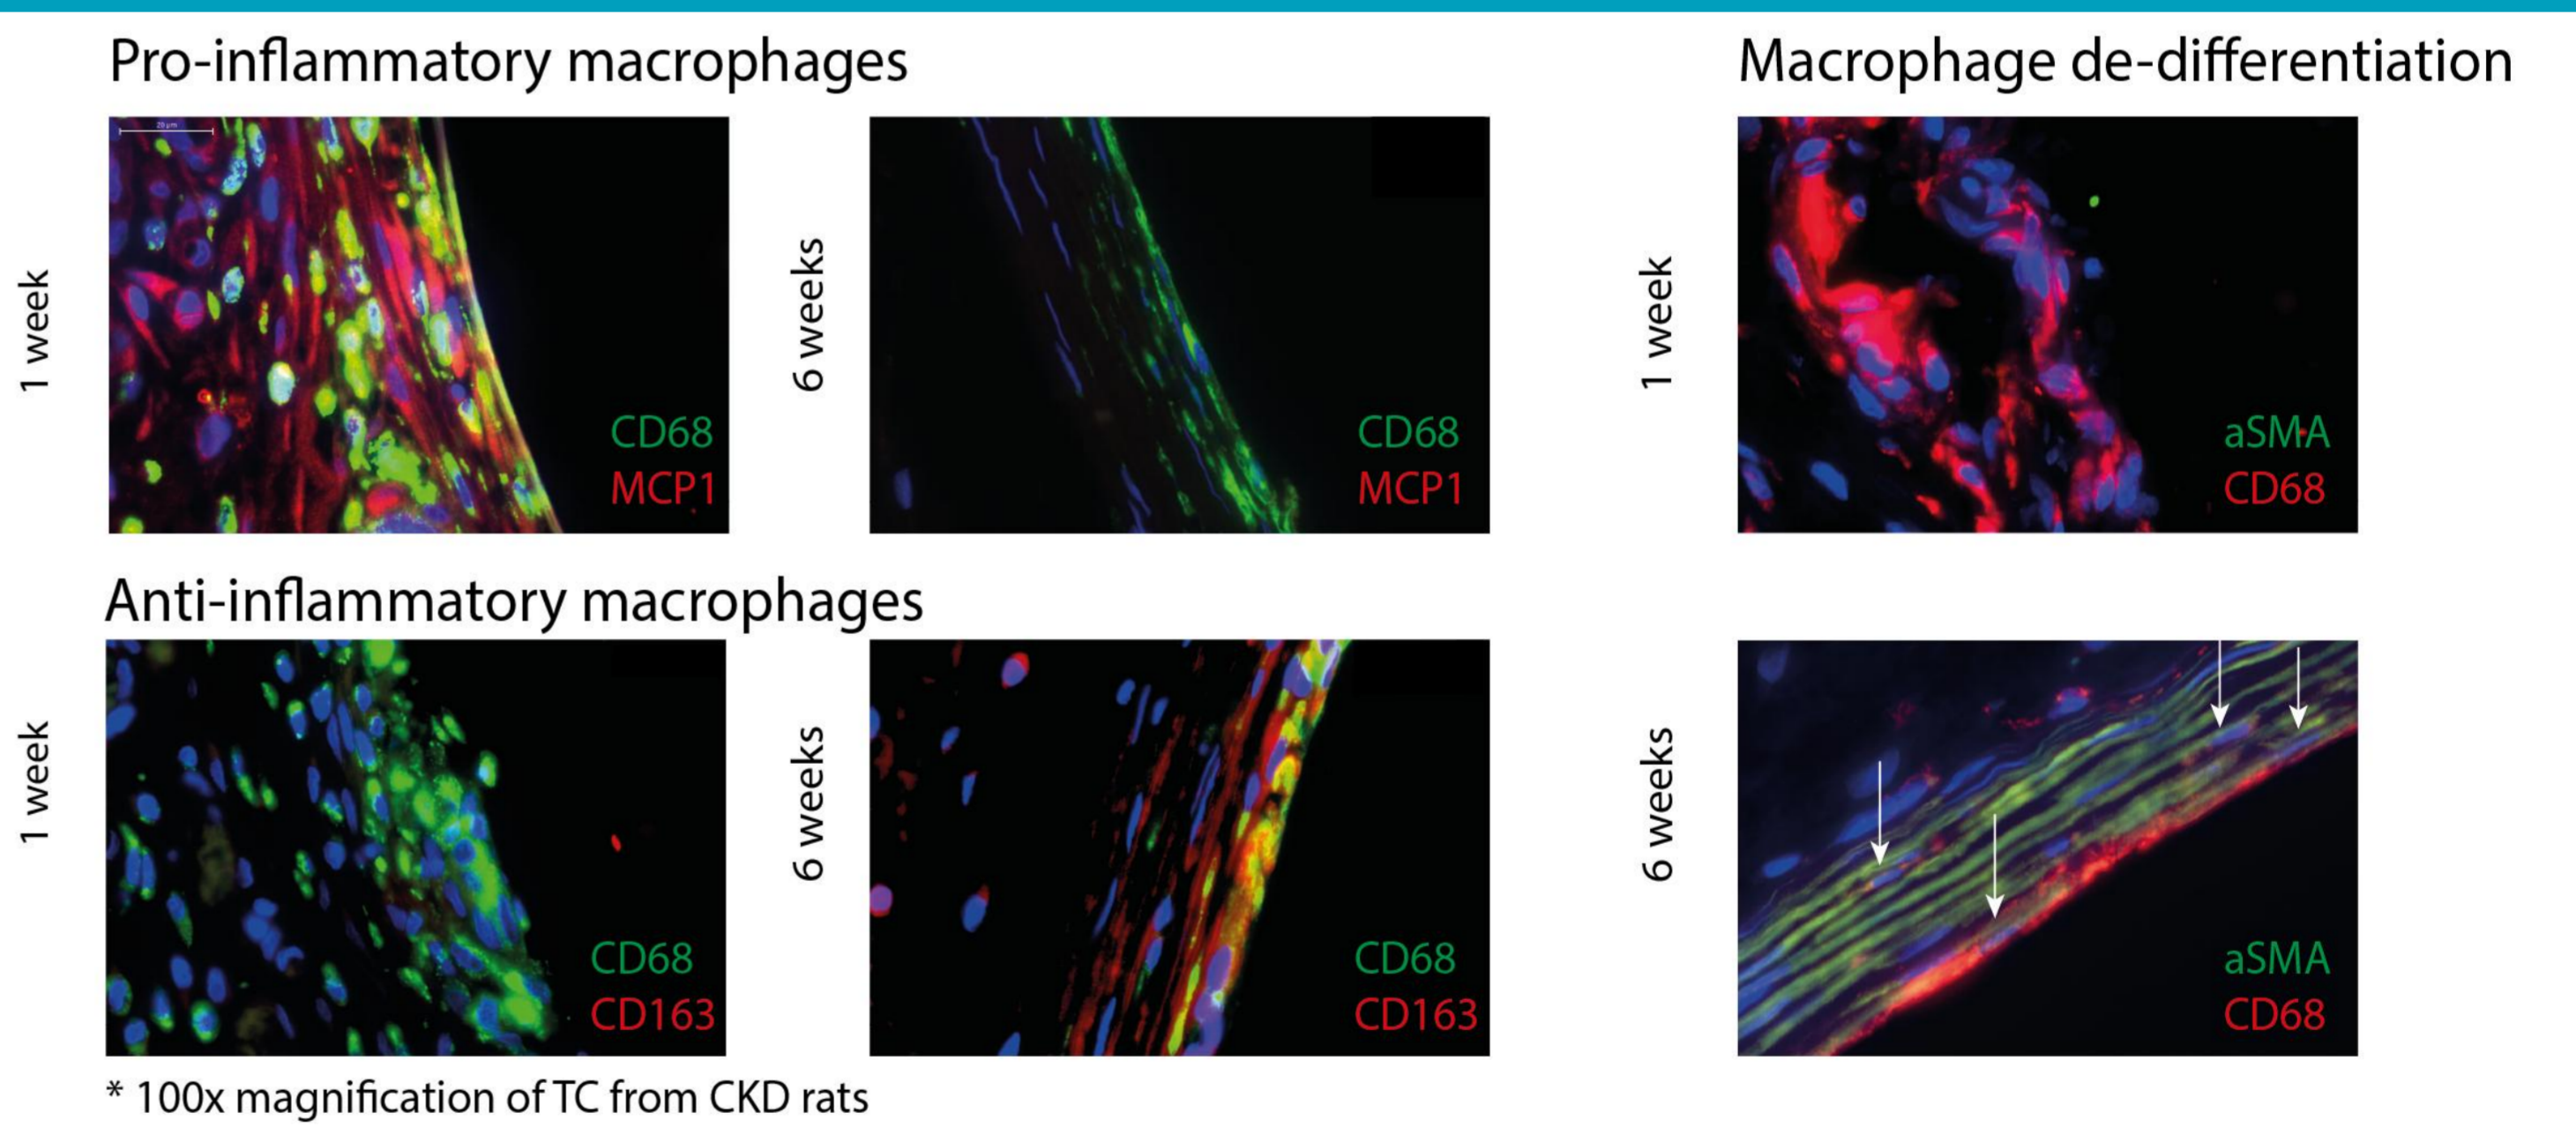 Pro-inflammatory macrophages
Macrophage de-differentiation
1 week
20 µm
CD68
MCP1
6 weeks
CD68
MCP1
1 week
aSMA
CD68
Anti-inflammatory macrophages
1 week
CD68
CD163
6 weeks
CD68
CD163
6 weeks
aSMA
CD68
* 100x magnification of TC from CKD rats